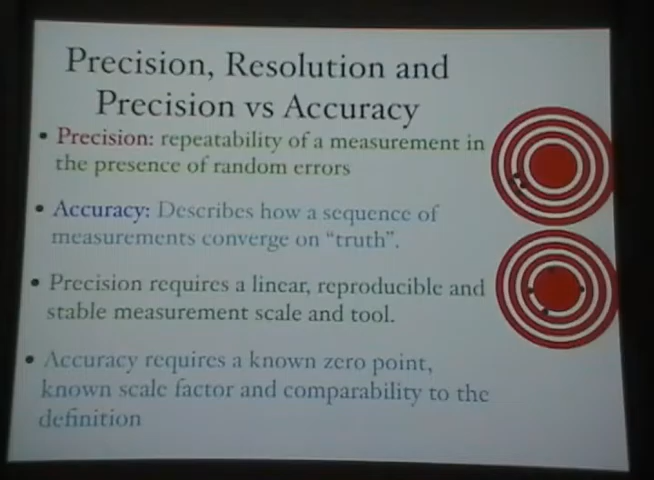 Precision, Resolution and
Precision vs Accuracy
• Precision: repeatability of a measurement in
the presence of random errors
• Accuracy: Describes how a sequence of
measurements converge on “truth”.
• Precision requires a linear, reproducible and
stable measurement scale and tool.
• Accuracy requires a known zero point,
known scale factor and comparability to the
definition